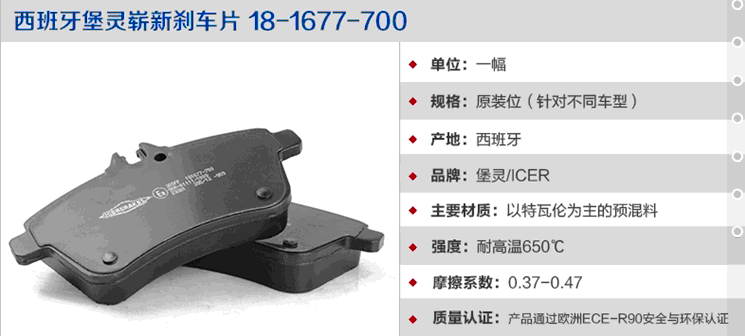 西班牙堡灵崭新刹车片 18-1677-700
单位：一幅
规格：原装位（针对不同车型）
产地：西班牙
品牌：堡灵/ICER
主要材质：以特瓦伦为主的预混料
强度：耐高温650℃
摩擦系数：0.37-0.47
质量认证：产品通过欧洲ECE-R90安全与环保认证